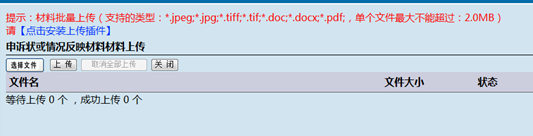 提示：材料批量上传（支持的类型：*.jpeg;*.jpg;*.tiff;*.tif;*.doc;*.docx;*.pdf;，单个文件最大不能超过：2.0MB）
请【点击安装上传插件】
申诉状或情况反映材料材料上传
选择文件 上 传 取消全部上传 关 闭
文件名 文件大小 状态
等待上传 0 个 ，成功上传 0 个